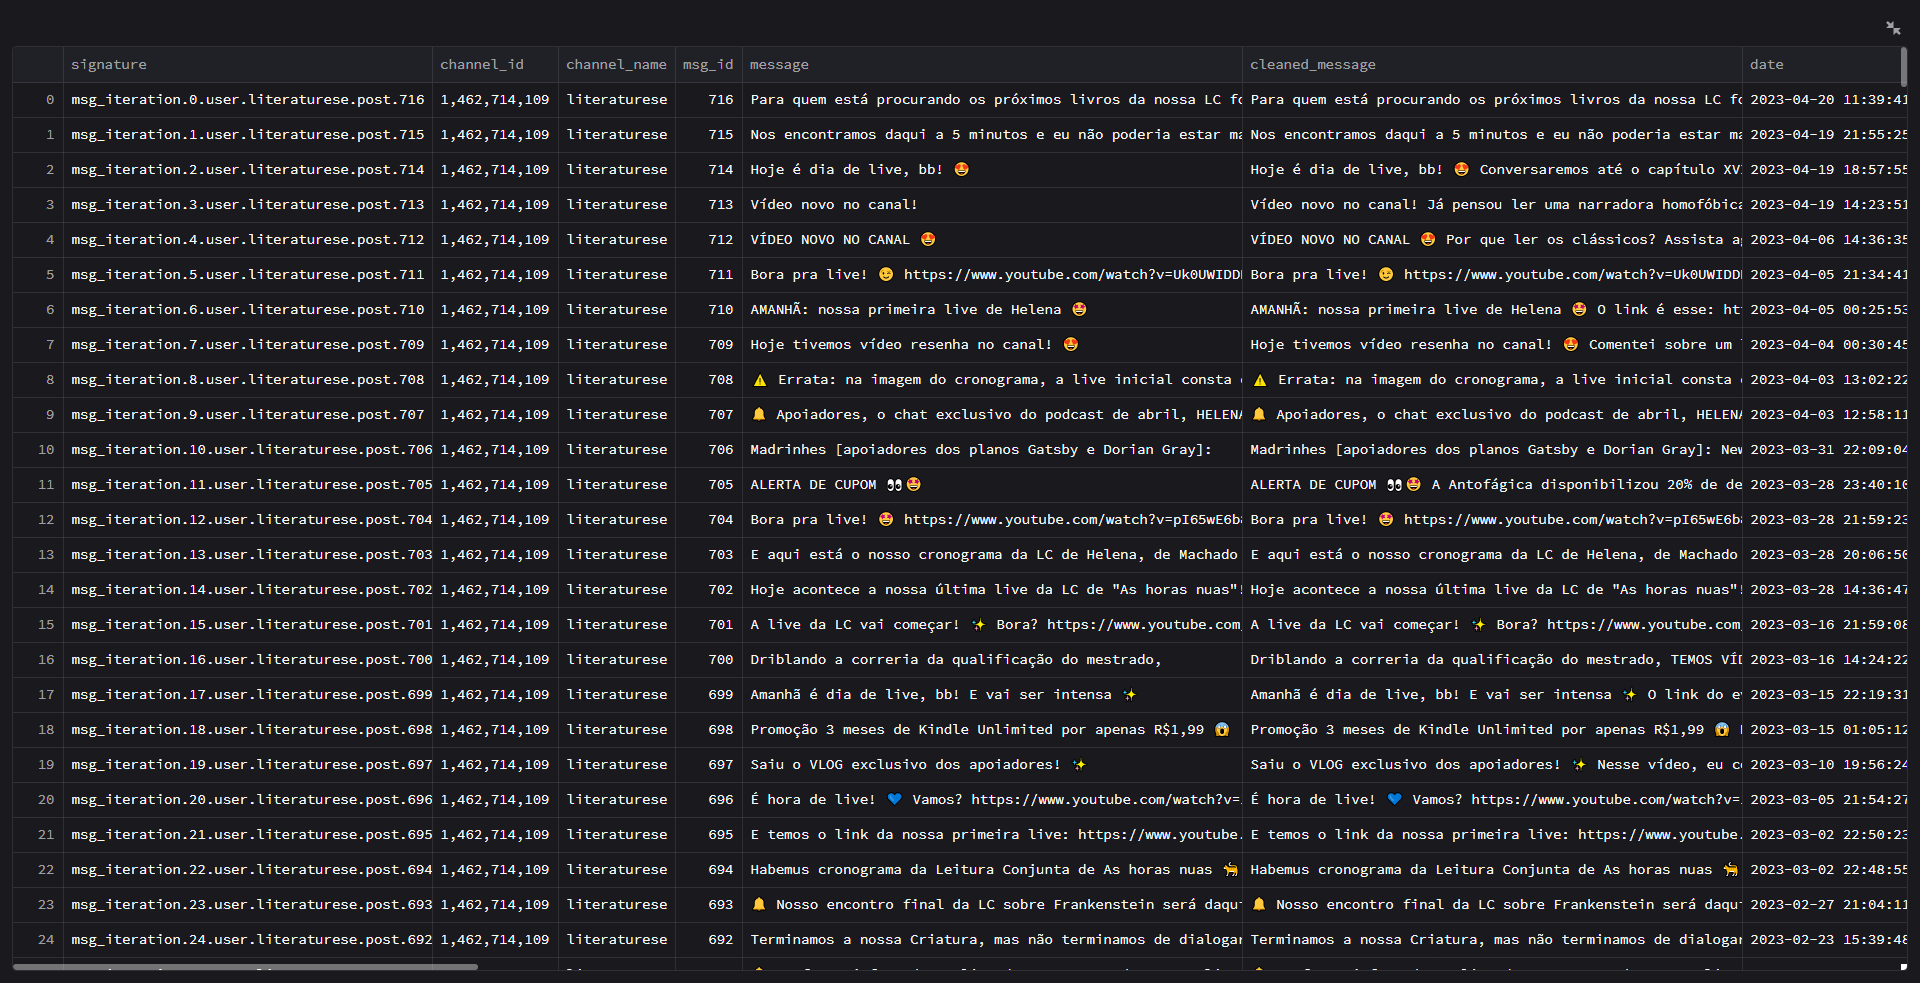 signature channel_id channel_name msg_id message cleaned_message date
0 msg_iteration.0.user.literaturese.post.716 1,462,714,109 literaturese 716 Para quem está procurando os próximos livros da nossa LC fo Para quem está procurando os próximos livros da nossa LC fo 2023-04-20 11:39:41
1 msg_iteration.1.user.literaturese.post.715 1,462,714,109 literaturese 715 Nos encontramos daqui a 5 minutos e eu não poderia estar ma Nos encontramos daqui a 5 minutos e eu não poderia estar ma 2023-04-19 21:55:25
2 msg_iteration.2.user.literaturese.post.714 1,462,714,109 literaturese 714 Hoje é dia de live, bb! 🤩 Hoje é dia de live, bb! 🤩 Conversaremos até o capítulo XV 2023-04-19 18:57:55
3 msg_iteration.3.user.literaturese.post.713 1,462,714,109 literaturese 713 Vídeo novo no canal! Vídeo novo no canal! Já pensou ler uma narradora homofóbica 2023-04-19 14:23:51
4 msg_iteration.4.user.literaturese.post.712 1,462,714,109 literaturese 712 VÍDEO NOVO NO CANAL 🤩 VÍDEO NOVO NO CANAL 🤩 Por que ler os clássicos? Assista ag 2023-04-06 14:36:35
5 msg_iteration.5.user.literaturese.post.711 1,462,714,109 literaturese 711 Bora pra live! 😉 https://www.youtube.com/watch?v=Uk0UWIDD Bora pra live! 😉 https://www.youtube.com/watch?v=Uk0UWIDD 2023-04-05 21:34:41
6 msg_iteration.6.user.literaturese.post.710 1,462,714,109 literaturese 710 AMANHÃ: nossa primeira live de Helena 🤩 AMANHÃ: nossa primeira live de Helena 🤩 O link é esse: ht 2023-04-05 00:25:53
7 msg_iteration.7.user.literaturese.post.709 1,462,714,109 literaturese 709 Hoje tivemos vídeo resenha no canal! 🤩 Hoje tivemos vídeo resenha no canal! 🤩 Comentei sobre um 2023-04-04 00:30:45
8 msg_iteration.8.user.literaturese.post.708 1,462,714,109 literaturese 708 ⚠️ Errata: na imagem do cronograma, a live inicial consta ⚠️ Errata: na imagem do cronograma, a live inicial consta 2023-04-03 13:02:22
9 msg_iteration.9.user.literaturese.post.707 1,462,714,109 literaturese 707 🔔 Apoiadores, o chat exclusivo do podcast de abril, HELENA 🔔 Apoiadores, o chat exclusivo do podcast de abril, HELENA 2023-04-03 12:58:11
10 msg_iteration.10.user.literaturese.post.706 1,462,714,109 literaturese 706 Madrinhes [apoiadores dos planos Gatsby e Dorian Gray]: Madrinhes [apoiadores dos planos Gatsby e Dorian Gray]: New 2023-03-31 22:09:04
11 msg_iteration.11.user.literaturese.post.705 1,462,714,109 literaturese 705 ALERTA DE CUPOM 👀🤩 ALERTA DE CUPOM 👀🤩 A Antofágica disponibilizou 20% de de 2023-03-28 23:40:10
12 msg_iteration.12.user.literaturese.post.704 1,462,714,109 literaturese 704 Bora pra live! 🤩 https://www.youtube.com/watch?v=pI65wE6b Bora pra live! 🤩 https://www.youtube.com/watch?v=pI65wE6b 2023-03-28 21:59:23
13 msg_iteration.13.user.literaturese.post.703 1,462,714,109 literaturese 703 E aqui está o nosso cronograma da LC de Helena, de Machado E aqui está o nosso cronograma da LC de Helena, de Machado 2023-03-28 20:06:50
14 msg_iteration.14.user.literaturese.post.702 1,462,714,109 literaturese 702 Hoje acontece a nossa última live da LC de "As horas nuas"! Hoje acontece a nossa última live da LC de "As horas nuas"! 2023-03-28 14:36:47
15 msg_iteration.15.user.literaturese.post.701 1,462,714,109 literaturese 701 A live da LC vai começar! ✨ Bora? https://www.youtube.com A live da LC vai começar! ✨ Bora? https://www.youtube.com 2023-03-16 21:59:08
16 msg_iteration.16.user.literaturese.post.700 1,462,714,109 literaturese 700 Driblando a correria da qualificação do mestrado, Driblando a correria da qualificação do mestrado, TEMOS VÍD 2023-03-16 14:24:22
17 msg_iteration.17.user.literaturese.post.699 1,462,714,109 literaturese 699 Amanhã é dia de live, bb! E vai ser intensa ✨ Amanhã é dia de live, bb! E vai ser intensa ✨ O link do ev 2023-03-15 22:19:31
18 msg_iteration.18.user.literaturese.post.698 1,462,714,109 literaturese 698 Promoção 3 meses de Kindle Unlimited por apenas R$1,99 😱 Promoção 3 meses de Kindle Unlimited por apenas R$1,99 😱 2023-03-15 01:05:12
19 msg_iteration.19.user.literaturese.post.697 1,462,714,109 literaturese 697 Saiu o VLOG exclusivo dos apoiadores! ✨ Saiu o VLOG exclusivo dos apoiadores! ✨ Nesse vídeo, eu co 2023-03-10 19:56:24
20 msg_iteration.20.user.literaturese.post.696 1,462,714,109 literaturese 696 É hora de live! 💙 Vamos? https://www.youtube.com/watch?v= É hora de live! 💙 Vamos? https://www.youtube.com/watch?v= 2023-03-05 21:54:27
21 msg_iteration.21.user.literaturese.post.695 1,462,714,109 literaturese 695 E temos o link da nossa primeira live: https://www.youtube. E temos o link da nossa primeira live: https://www.youtube. 2023-03-02 22:50:23
22 msg_iteration.22.user.literaturese.post.694 1,462,714,109 literaturese 694 Habemus cronograma da Leitura Conjunta de As horas nuas 🐈 Habemus cronograma da Leitura Conjunta de As horas nuas 🐈 2023-03-02 22:48:55
23 msg_iteration.23.user.literaturese.post.693 1,462,714,109 literaturese 693 🔔 Nosso encontro final da LC sobre Frankenstein será daqu 🔔 Nosso encontro final da LC sobre Frankenstein será daqu 2023-02-27 21:04:11
24 msg_iteration.24.user.literaturese.post.692 1,462,714,109 literaturese 692 Terminamos a nossa Criatura, mas não terminamos de dialogar Terminamos a nossa Criatura, mas não terminamos de dialogar 2023-02-23 15:39:48